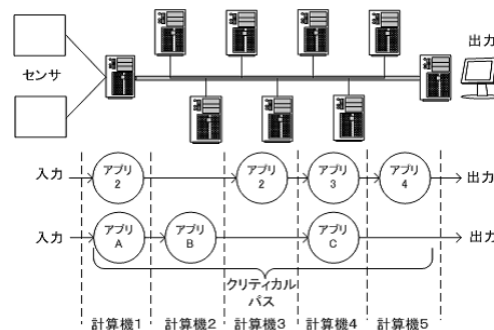 センサ
出力
入力
アプリ
2
アプリ
2
アプリ
3
アプリ
4
出力
入力
アプリ
A
アプリ
B
アプリ
C
出力
クリティカル
パス
計算機1
計算機2
計算機3
計算機4
計算機5